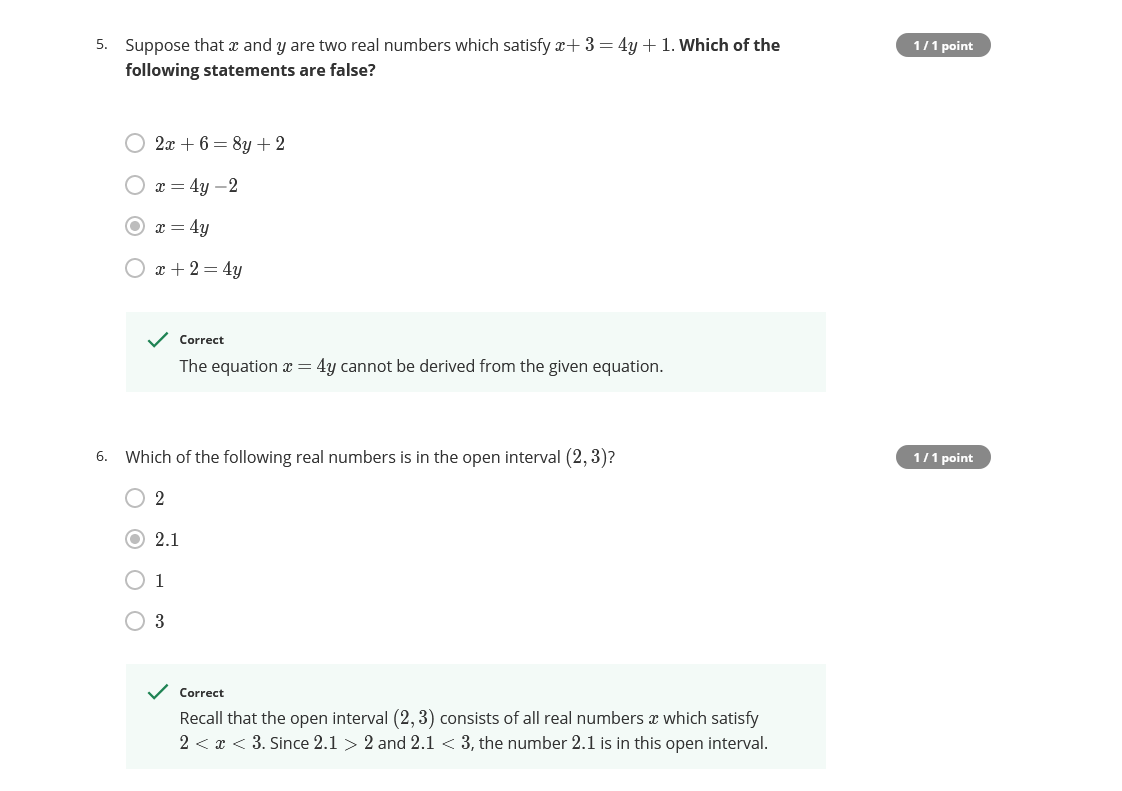 5. Suppose that x and y are two real numbers which satisfy x+ 3 = 4y + 1. Which of the 1 / 1 point
following statements are false?
2x + 6 = 8y + 2
x = 4y −2
x = 4y
x + 2 = 4y
Correct
The equation x = 4y cannot be derived from the given equation.
6. Which of the following real numbers is in the open interval (2, 3)? 1 / 1 point
2
2.1
1
3
Correct
Recall that the open interval (2, 3) consists of all real numbers x which satisfy
2 < x < 3. Since 2.1 > 2 and 2.1 < 3, the number 2.1 is in this open interval.